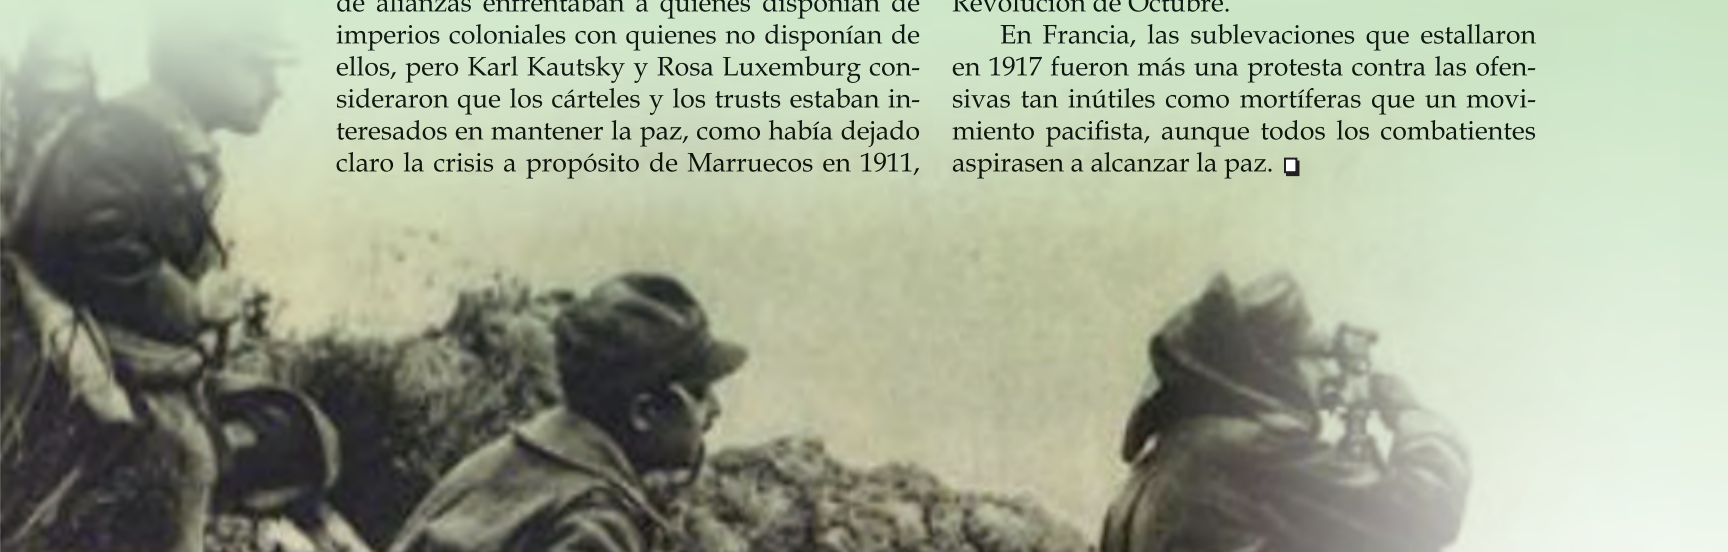 de alianzas enfrentaban a quienes disponían de
imperios coloniales con quienes no disponían de
ellos, pero Karl Kautsky y Rosa Luxemburg con-
sideraron que los cárteles y los trusts estaban in-
teresados en mantener la paz, como había dejado
claro la crisis a propósito de Marruecos en 1911,
Revolución de Octubre.
En Francia, las sublevaciones que estallaron
en 1917 fueron más una protesta contra las ofen-
sivas tan inútiles como mortíferas que un movi-
miento pacifista, aunque todos los combatientes
aspirasen a alcanzar la paz.